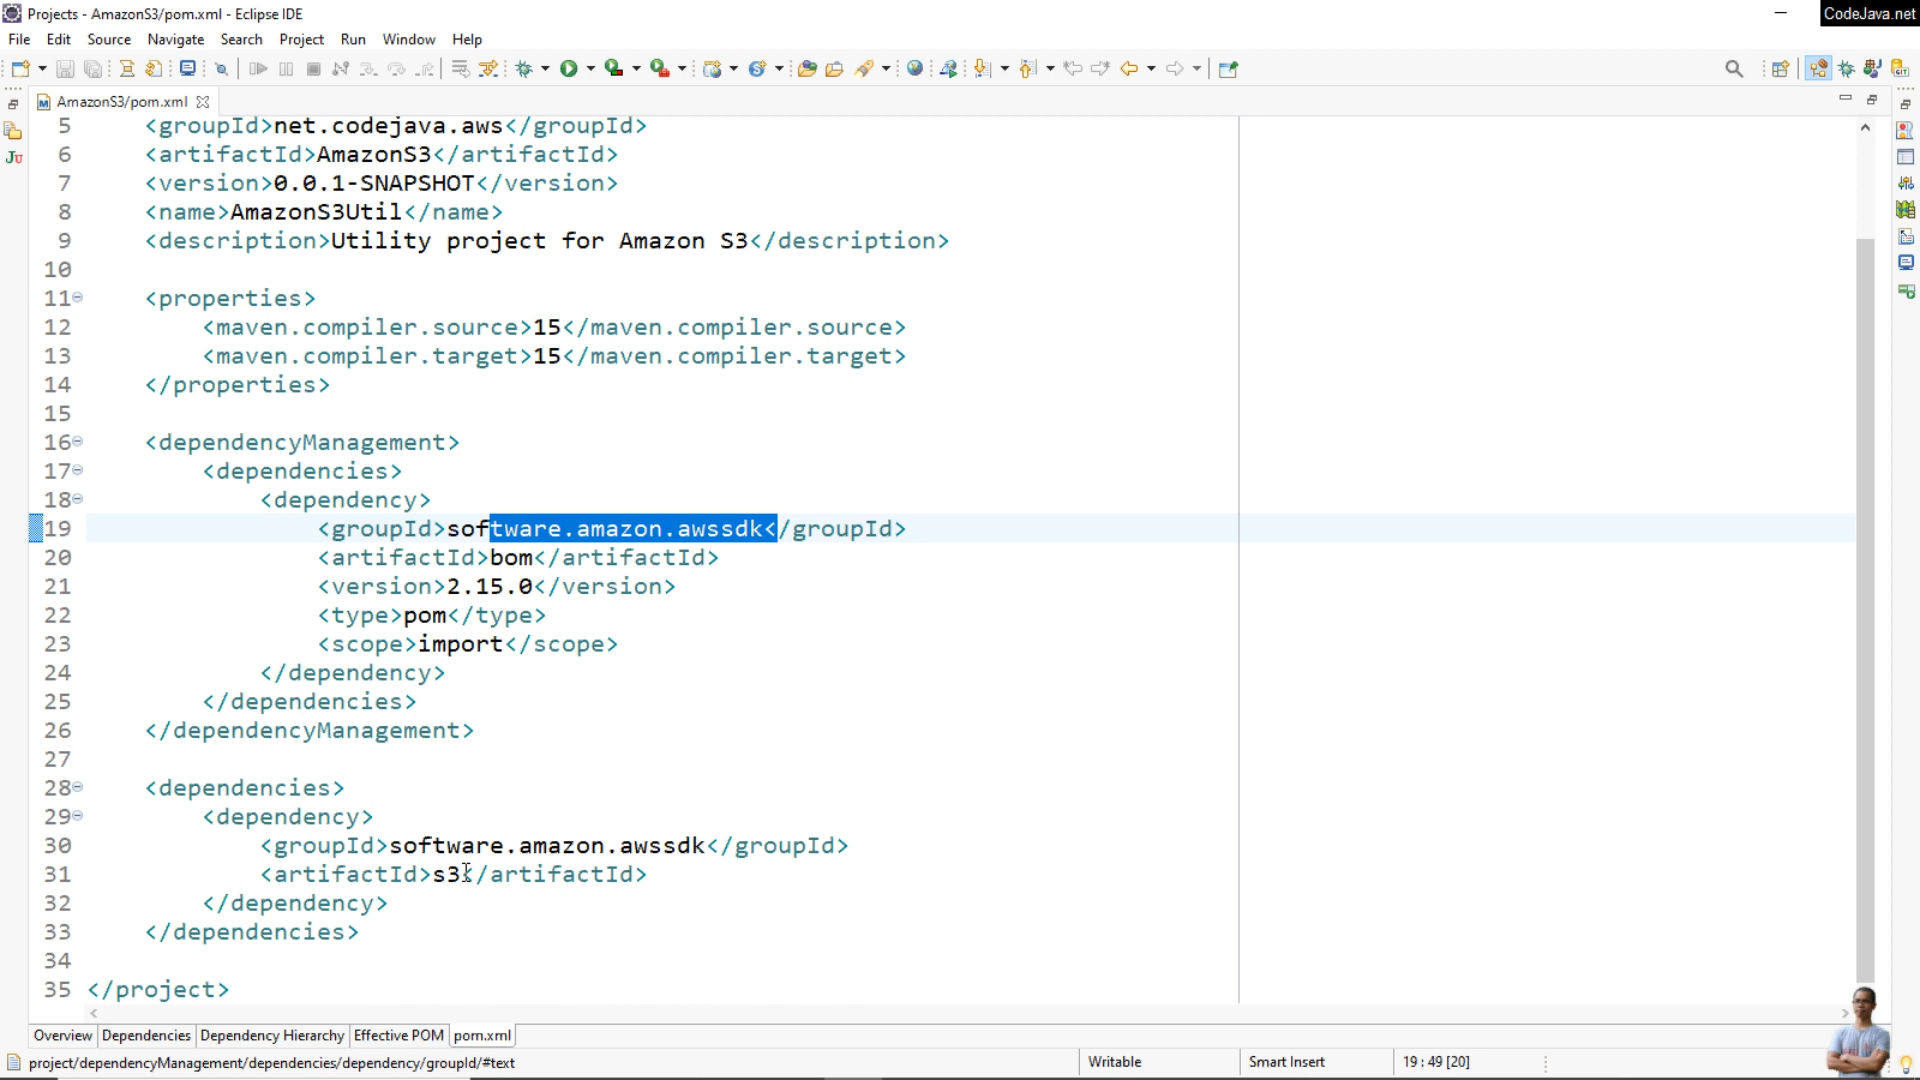 Projects - AmazonS3/pom.xml - Eclipse IDE
CodeJava.net
File Edit Source Navigate Search Project Run Window Help
AmazonS3/pom.xml
5 <groupId>net.codejava.aws</groupId>
6 <artifactId>AmazonS3</artifactId>
7 <version>0.0.1-SNAPSHOT</version>
8 <name>AmazonS3Util</name>
9 <description>Utility project for Amazon S3</description>
10
11 <properties>
12 <maven.compiler.source>15</maven.compiler.source>
13 <maven.compiler.target>15</maven.compiler.target>
14 </properties>
15
16 <dependencyManagement>
17 <dependencies>
18 <dependency>
19 <groupId>software.amazon.awssdk</groupId>
20 <artifactId>bom</artifactId>
21 <version>2.15.0</version>
22 <type>pom</type>
23 <scope>import</scope>
24 </dependency>
25 </dependencies>
26 </dependencyManagement>
27
28 <dependencies>
29 <dependency>
30 <groupId>software.amazon.awssdk</groupId>
31 <artifactId>s3</artifactId>
32 </dependency>
33 </dependencies>
34
35 </project>
Overview Dependencies Dependency Hierarchy Effective POM pom.xml
project/dependencyManagement/dependencies/dependency/groupId/#text Writable Smart Insert 19 : 49 [20]